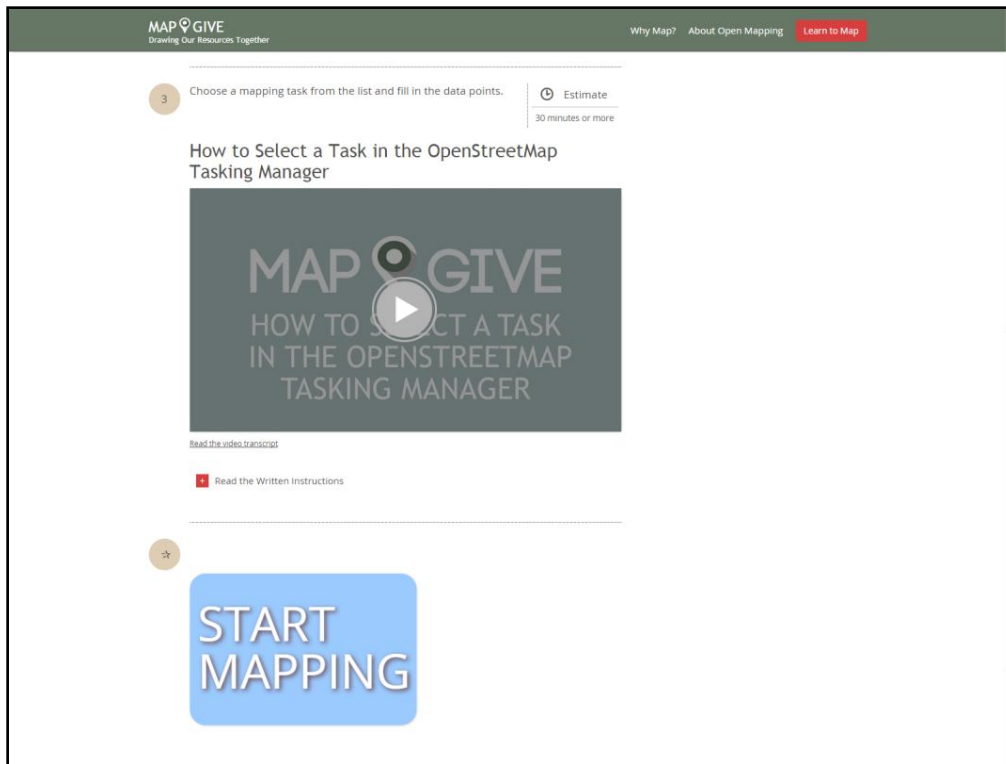 MAP GIVE
Drawing Our Resources Together
Why Map? About Open Mapping Learn to Map
3
Choose a mapping task from the list and fill in the data points.
Estimate
30 minutes or more
How to Select a Task in the OpenStreetMap
Tasking Manager
MAP GIVE
HOW TO SELECT A TASK
IN THE OPENSTREETMAP
TASKING MANAGER
Read the video transcript
+ Read the Written Instructions
START
MAPPING